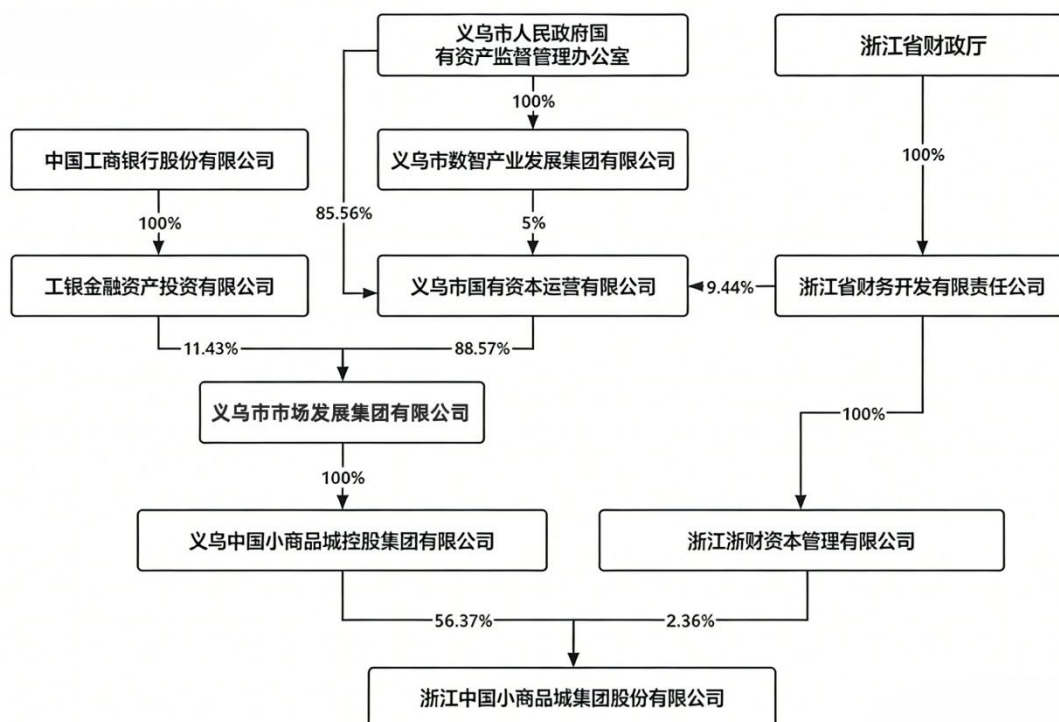 义乌市人民政府国
有资产监督管理办公室
浙江省财政厅
100%
中国工商银行股份有限公司
义乌市数智产业发展集团有限公司
100%
85.56%
100%
5%
工银金融资产投资有限公司
义乌市国有资本运营有限公司
9.44%
浙江省财务开发有限责任公司
11.43%
88.57%
义乌市市场发展集团有限公司
100%
100%
义乌中国小商品城控股集团有限公司
浙江浙财资本管理有限公司
56.37%
2.36%
浙江中国小商品城集团股份有限公司